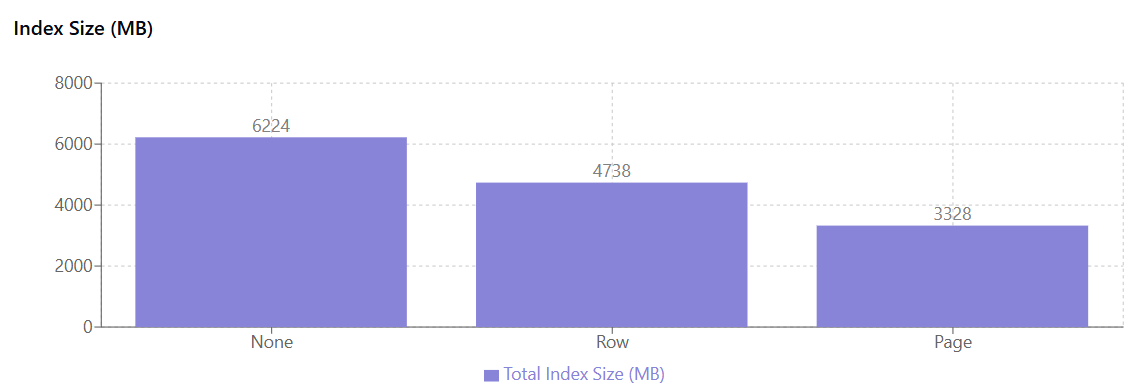 Index Size (MB)
8000
6224
6000
4738
4000
3328
2000
0
None Row Page
Total Index Size (MB)